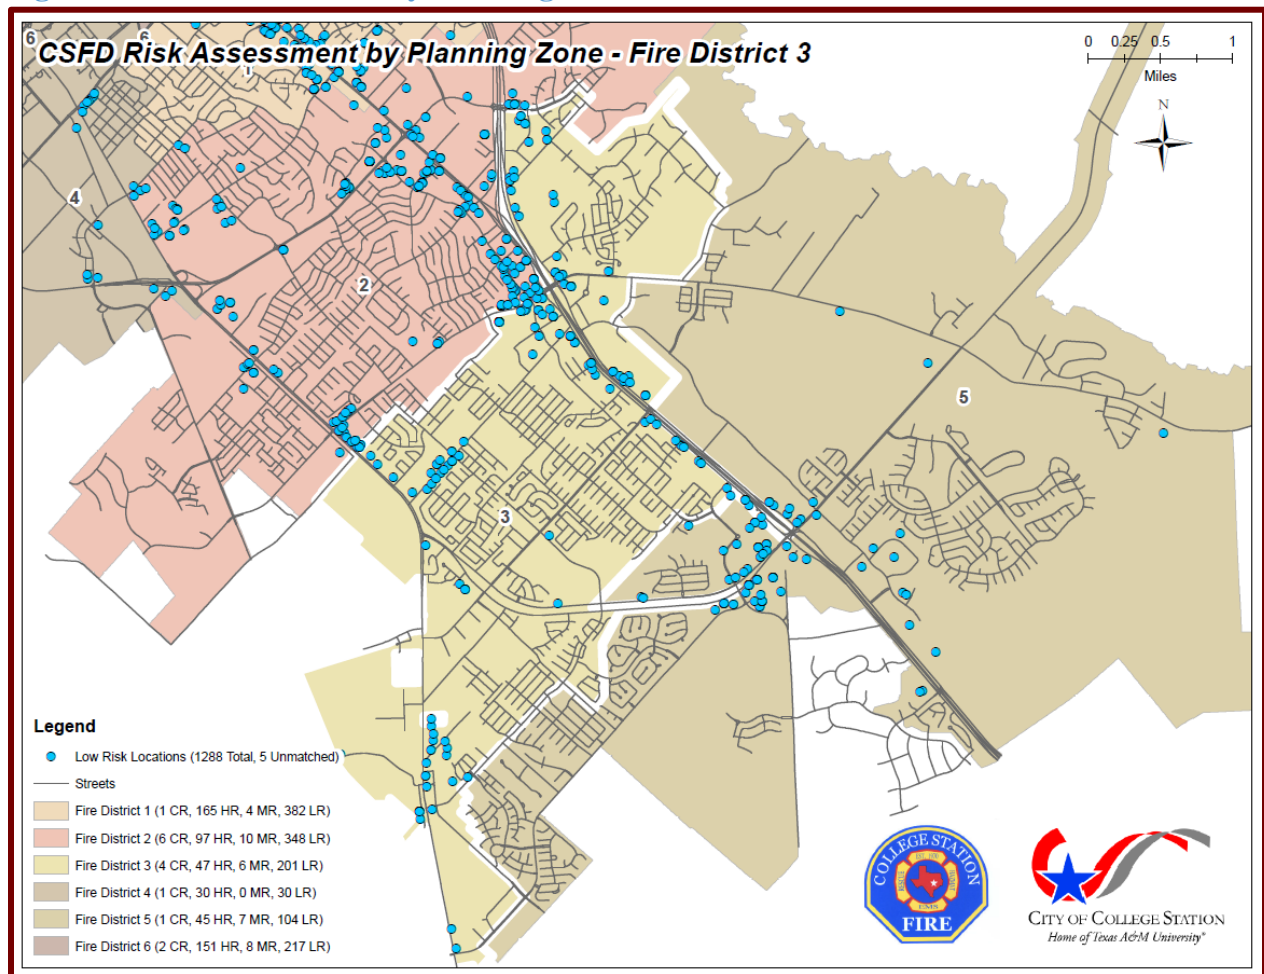 CSFD Risk Assessment by Planning Zone - Fire District 3
0 0.25 0.5 1
Miles
N
6
6
1
4
2
5
3
Legend
Low Risk Locations (1288 Total, 5 Unmatched)
Streets
Fire District 1 (1 CR, 165 HR, 4 MR, 382 LR)
Fire District 2 (6 CR, 97 HR, 10 MR, 348 LR)
Fire District 3 (4 CR, 47 HR, 6 MR, 201 LR)
Fire District 4 (1 CR, 30 HR, 0 MR, 30 LR)
Fire District 5 (1 CR, 45 HR, 7 MR, 104 LR)
Fire District 6 (2 CR, 151 HR, 8 MR, 217 LR)
COLLEGE STATION
RESCUE
EMS
FIRE
CITY OF COLLEGE STATION
Home of Texas A&M University®